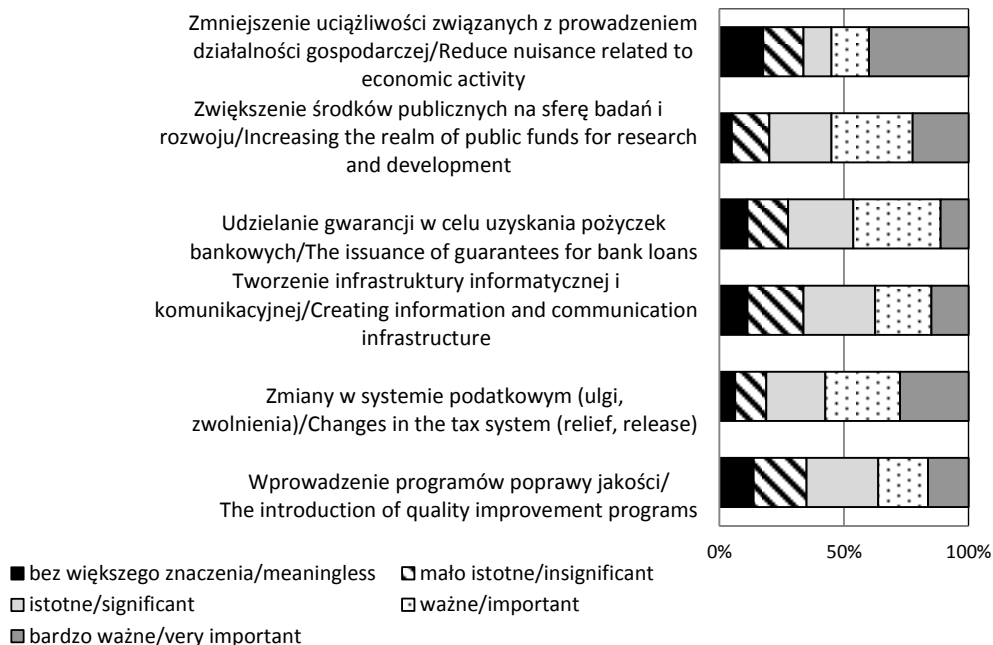 Zmniejszenie uciążliwości związanych z prowadzeniem
działalności gospodarczej/Reduce nuisance related to
economic activity
Zwiększenie środków publicznych na sferę badań i
rozwoju/Increasing the realm of public funds for research
and development
Udzielanie gwarancji w celu uzyskania pożyczek
bankowych/The issuance of guarantees for bank loans
Tworzenie infrastruktury informatycznej i
komunikacyjnej/Creating information and communication
infrastructure
Zmiany w systemie podatkowym (ulgi,
zwolnienia)/Changes in the tax system (relief, release)
Wprowadzenie programów poprawy jakości/
The introduction of quality improvement programs
0% 50% 100%
bez większego znaczenia/meaningless mało istotne/insignificant
istotne/significant ważne/important
bardzo ważne/very important